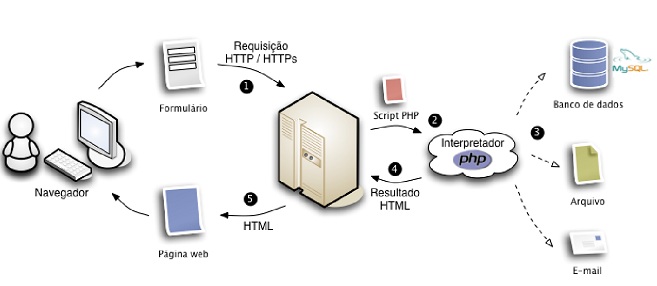 Requisição
HTTP / HTTPs
1
Formulário
Script PHP
2
Interpretador
php
MySQL
Banco de dados
3
Navegador
4
Resultado
HTML
Arquivo
5
HTML
Página web
E-mail